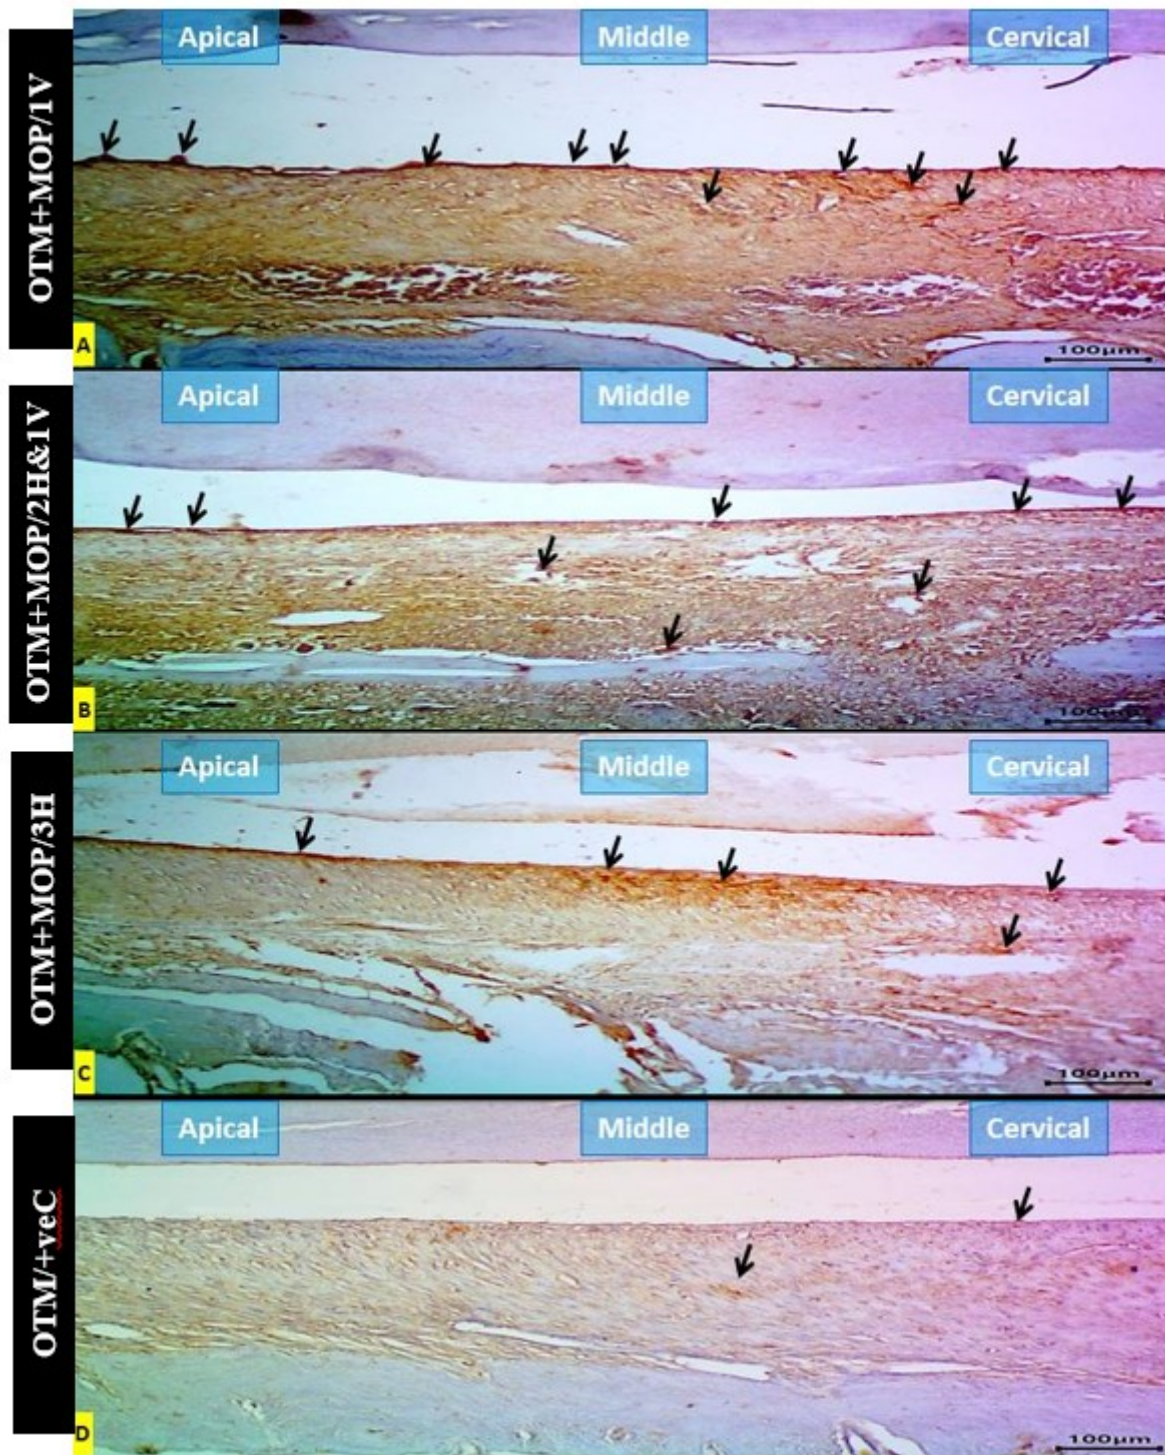 OTM+MOP/1V
Apical
Middle
Cervical
A
100µm
OTM+MOP/2H&1V
Apical
Middle
Cervical
B
100µm
OTM+MOP/3H
Apical
Middle
Cervical
C
100µm
OTM/+veC
Apical
Middle
Cervical
D
100µm